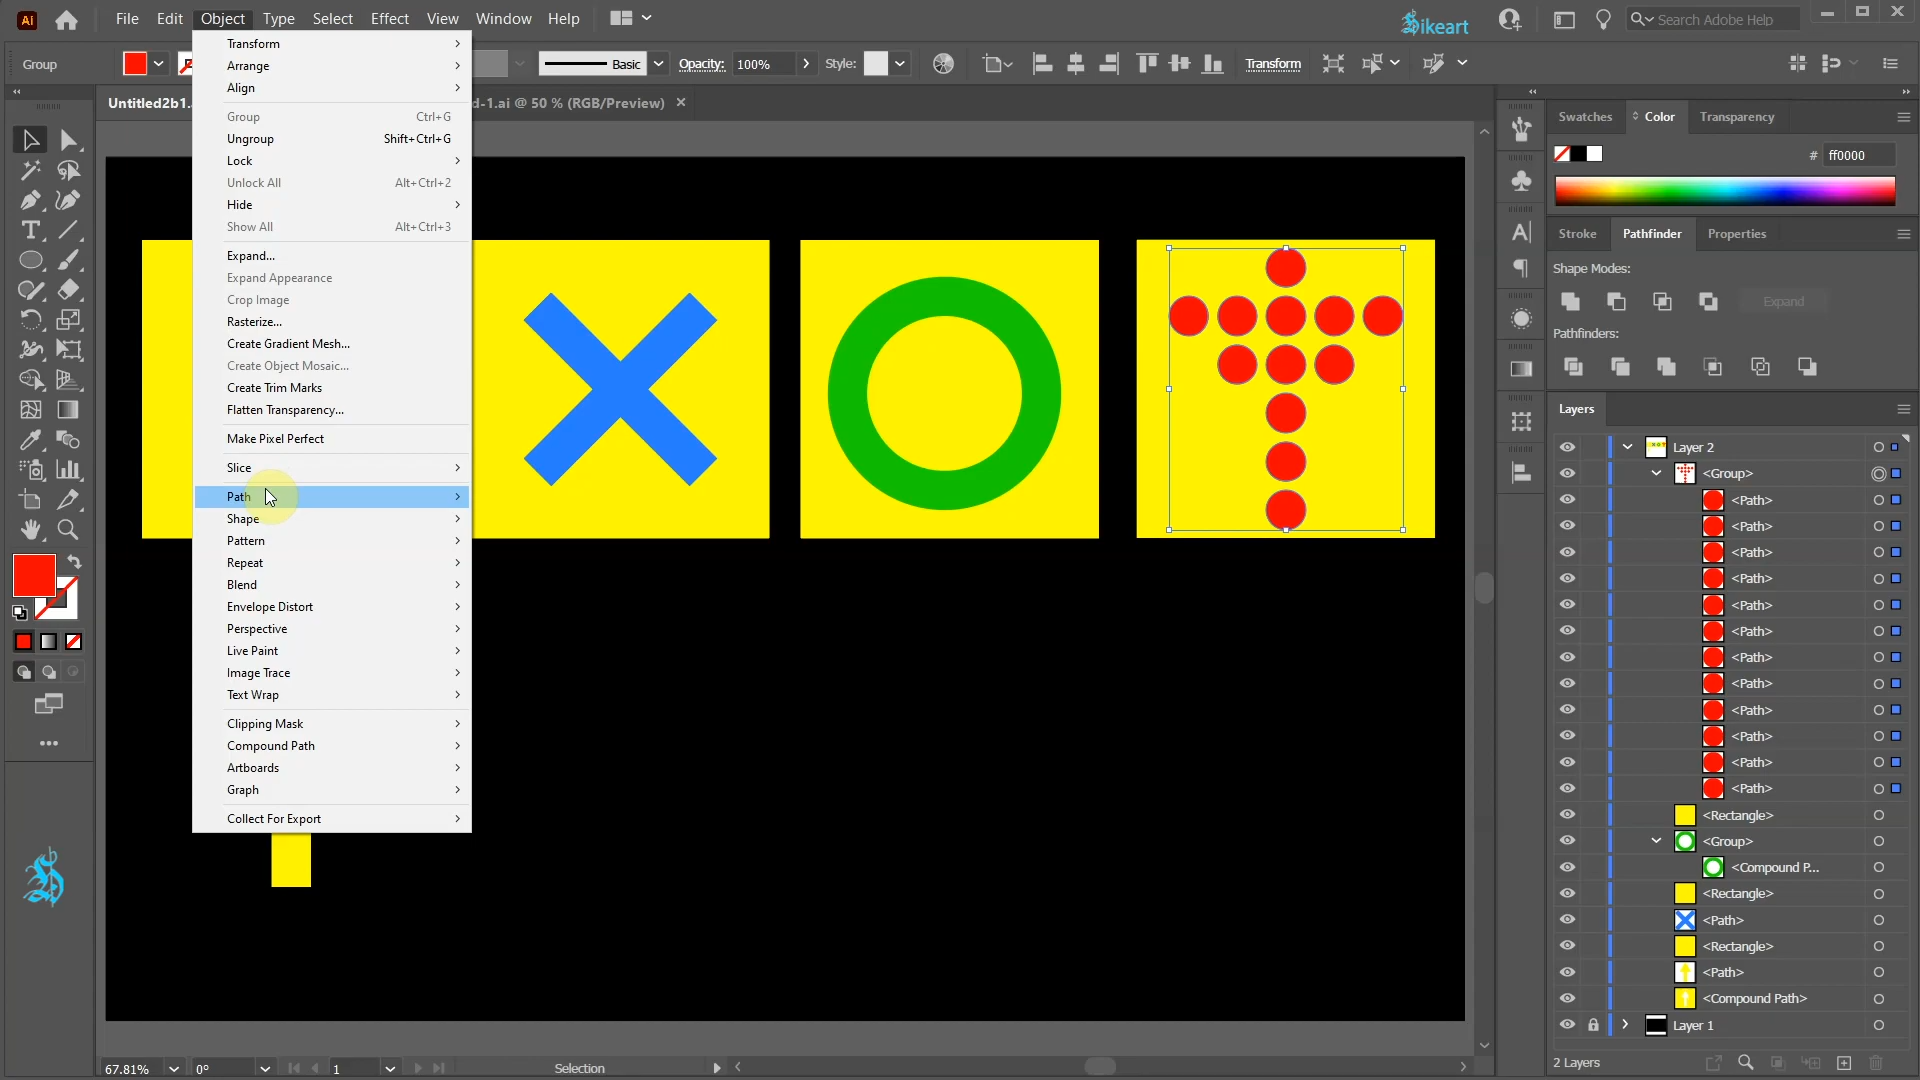 Ai
File Edit Object Type Select Effect View Window Help
Sikeart
Search Adobe Help
Group
Basic
Opacity: 100%
Style:
Transform
Untitled2b1.
d-1.ai @ 50 % (RGB/Preview)
Transform
Arrange
Align
Group Ctrl+G
Ungroup Shift+Ctrl+G
Lock
Unlock All Alt+Ctrl+2
Hide
Show All Alt+Ctrl+3
Expand...
Expand Appearance
Crop Image
Rasterize...
Create Gradient Mesh...
Create Object Mosaic...
Create Trim Marks
Flatten Transparency...
Make Pixel Perfect
Slice
Path
Shape
Pattern
Repeat
Blend
Envelope Distort
Perspective
Live Paint
Image Trace
Text Wrap
Clipping Mask
Compound Path
Artboards
Graph
Collect For Export
Swatches Color Transparency
# ff0000
Stroke Pathfinder Properties
Shape Modes:
Expand
Pathfinders:
Layers
Layer 2
<Group>
<Path>
<Path>
<Path>
<Path>
<Path>
<Path>
<Path>
<Path>
<Path>
<Path>
<Path>
<Path>
<Rectangle>
<Group>
<Compound P...
<Rectangle>
<Path>
<Rectangle>
<Path>
<Compound Path>
Layer 1
2 Layers
67.81% 0° 1 Selection